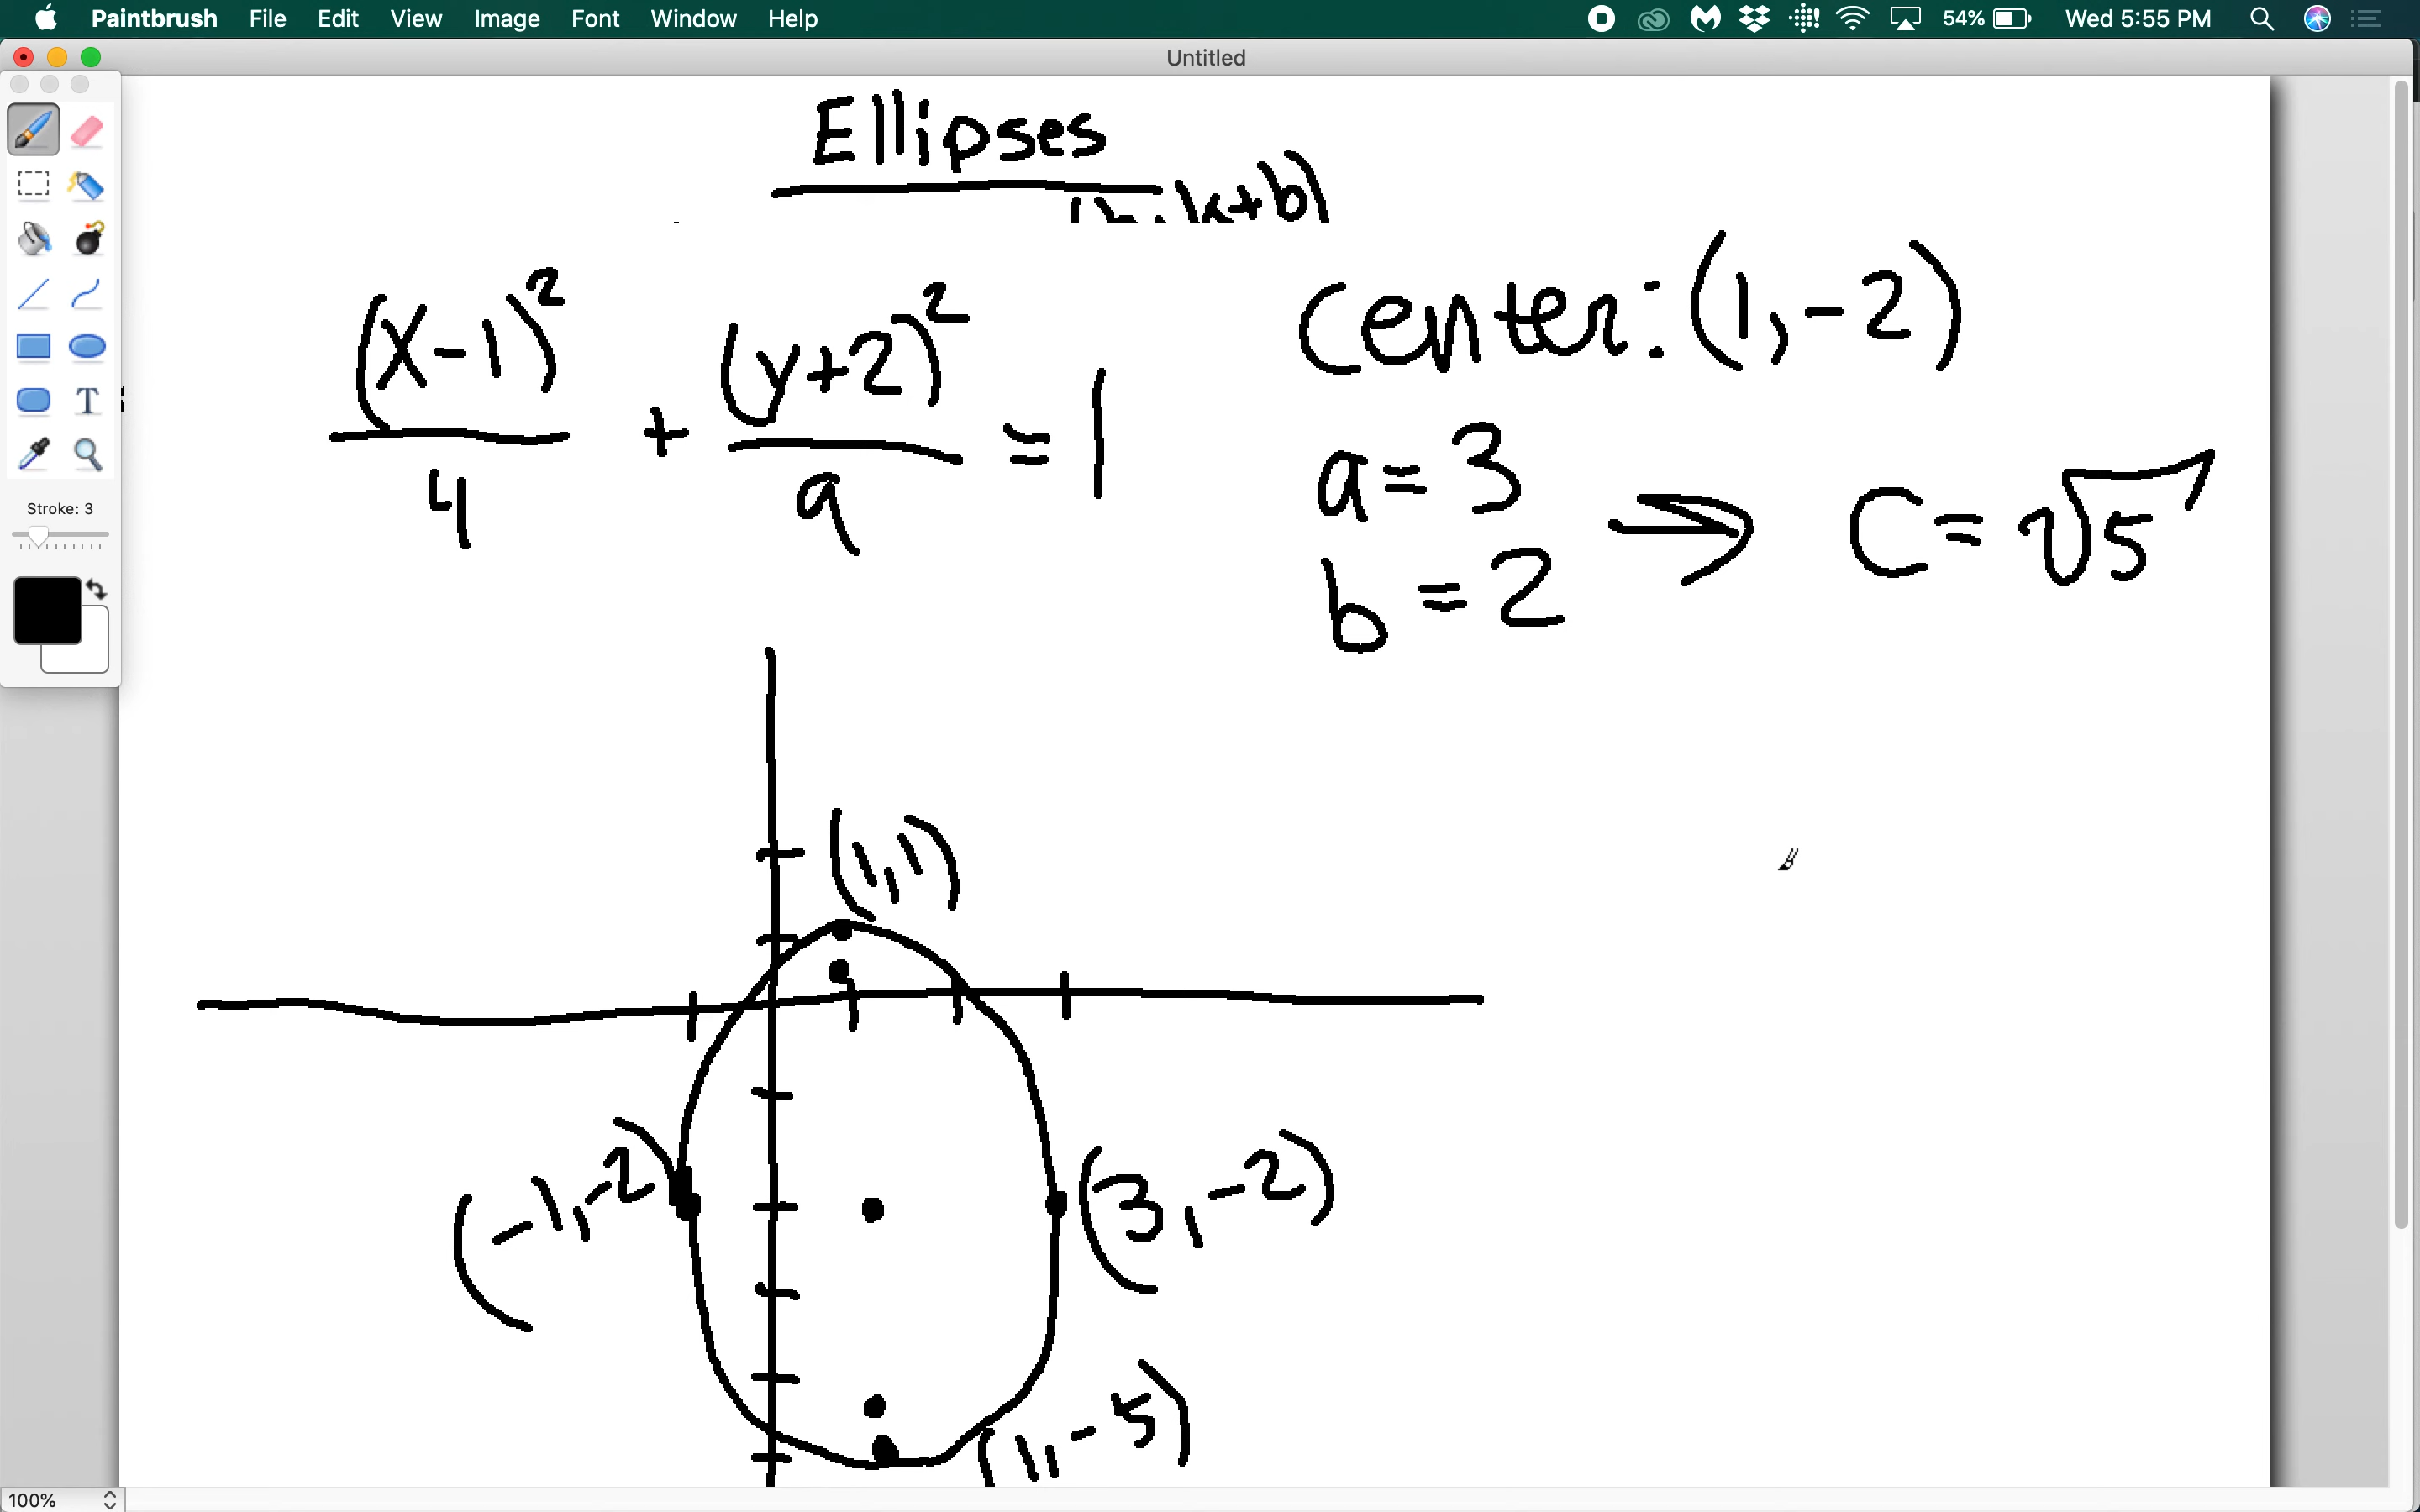 Paintbrush File Edit View Image Font Window Help 54% Wed 5:55 PM
Untitled
Ellipses
k+b)
(x-1)² / 4 + (y+2)² / 9 = 1
Center: (1, -2)
a = 3
b = 2
⇒ C = √5
T
Stroke: 3
(1,1)
(-1,-2)
(3,-2)
(1,-5)
100%